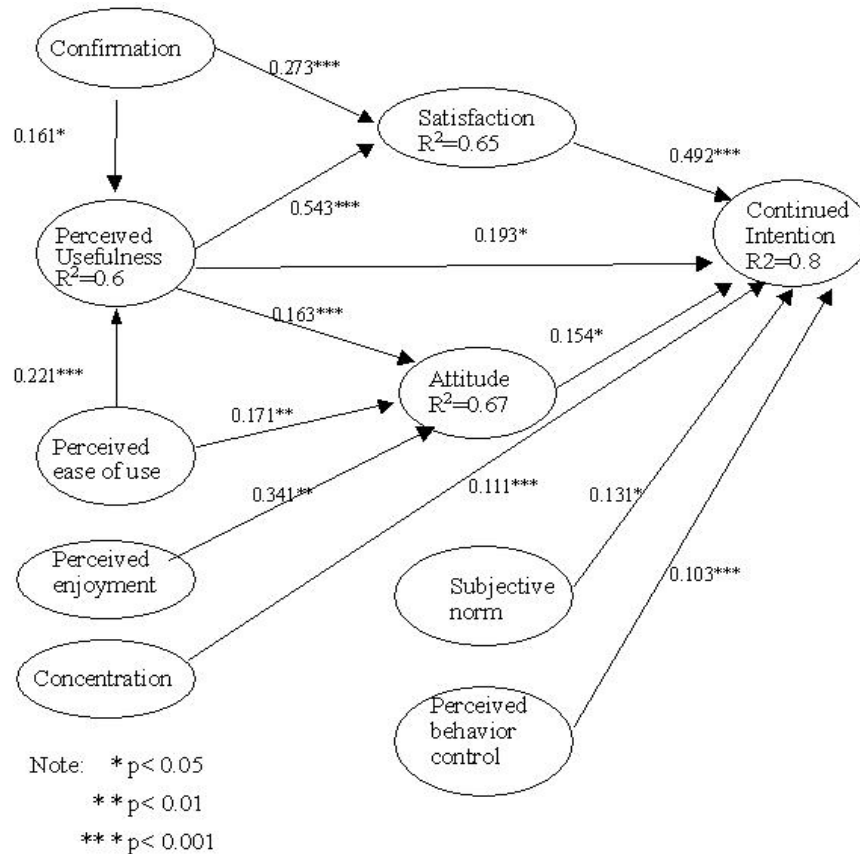 Confirmation
0.273***
Satisfaction
R²=0.65
0.161*
0.492***
0.543***
Perceived
Usefulness
R²=0.6
0.193*
Continued
Intention
R2=0.8
0.163***
0.154*
0.221***
Attitude
R²=0.67
0.171**
Perceived
ease of use
0.341**
0.111***
0.131*
Perceived
enjoyment
0.103***
Subjective
norm
Concentration
Perceived
behavior
control
Note: * p< 0.05
** p< 0.01
*** p< 0.001